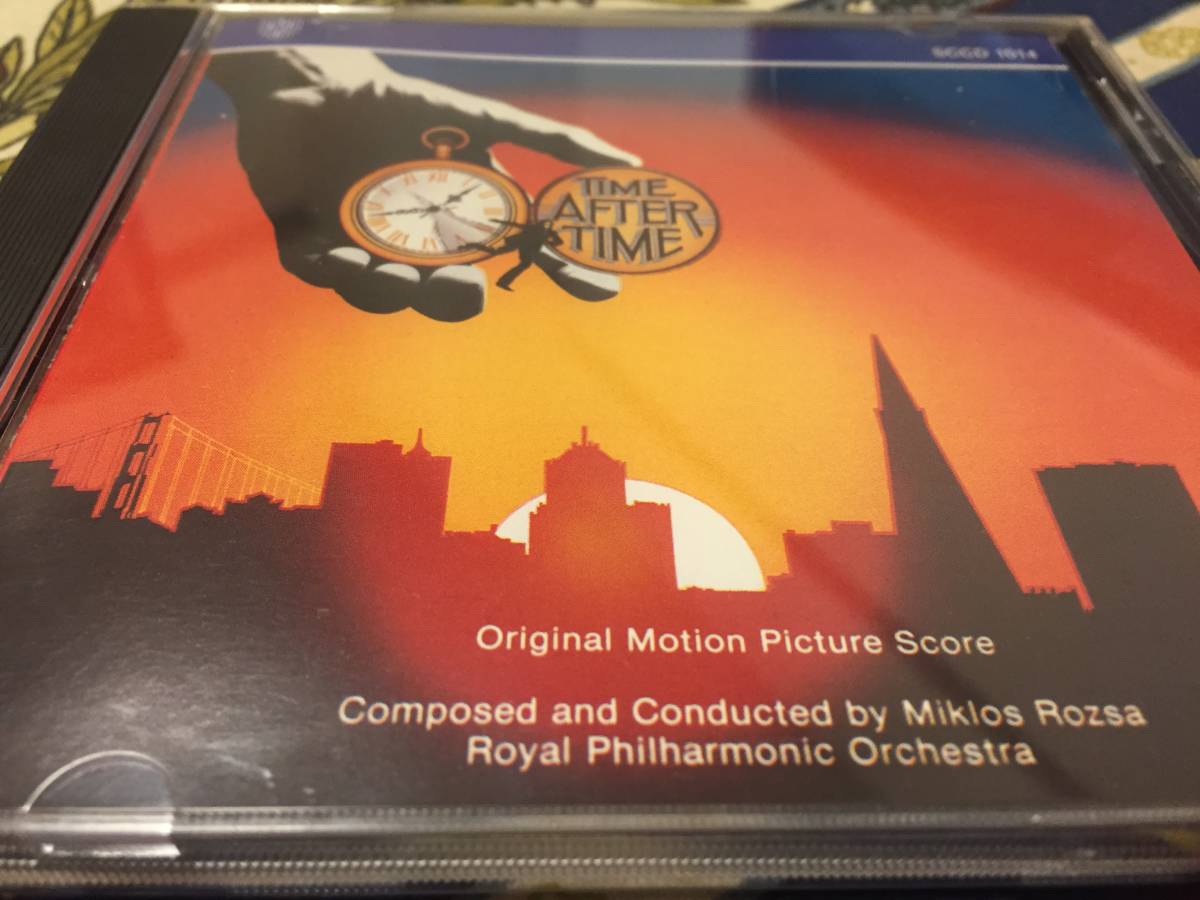 SCCD 1014
TIME
AFTER
TIME
Original Motion Picture Score
Composed and Conducted by Miklos Rozsa
Royal Philharmonic Orchestra